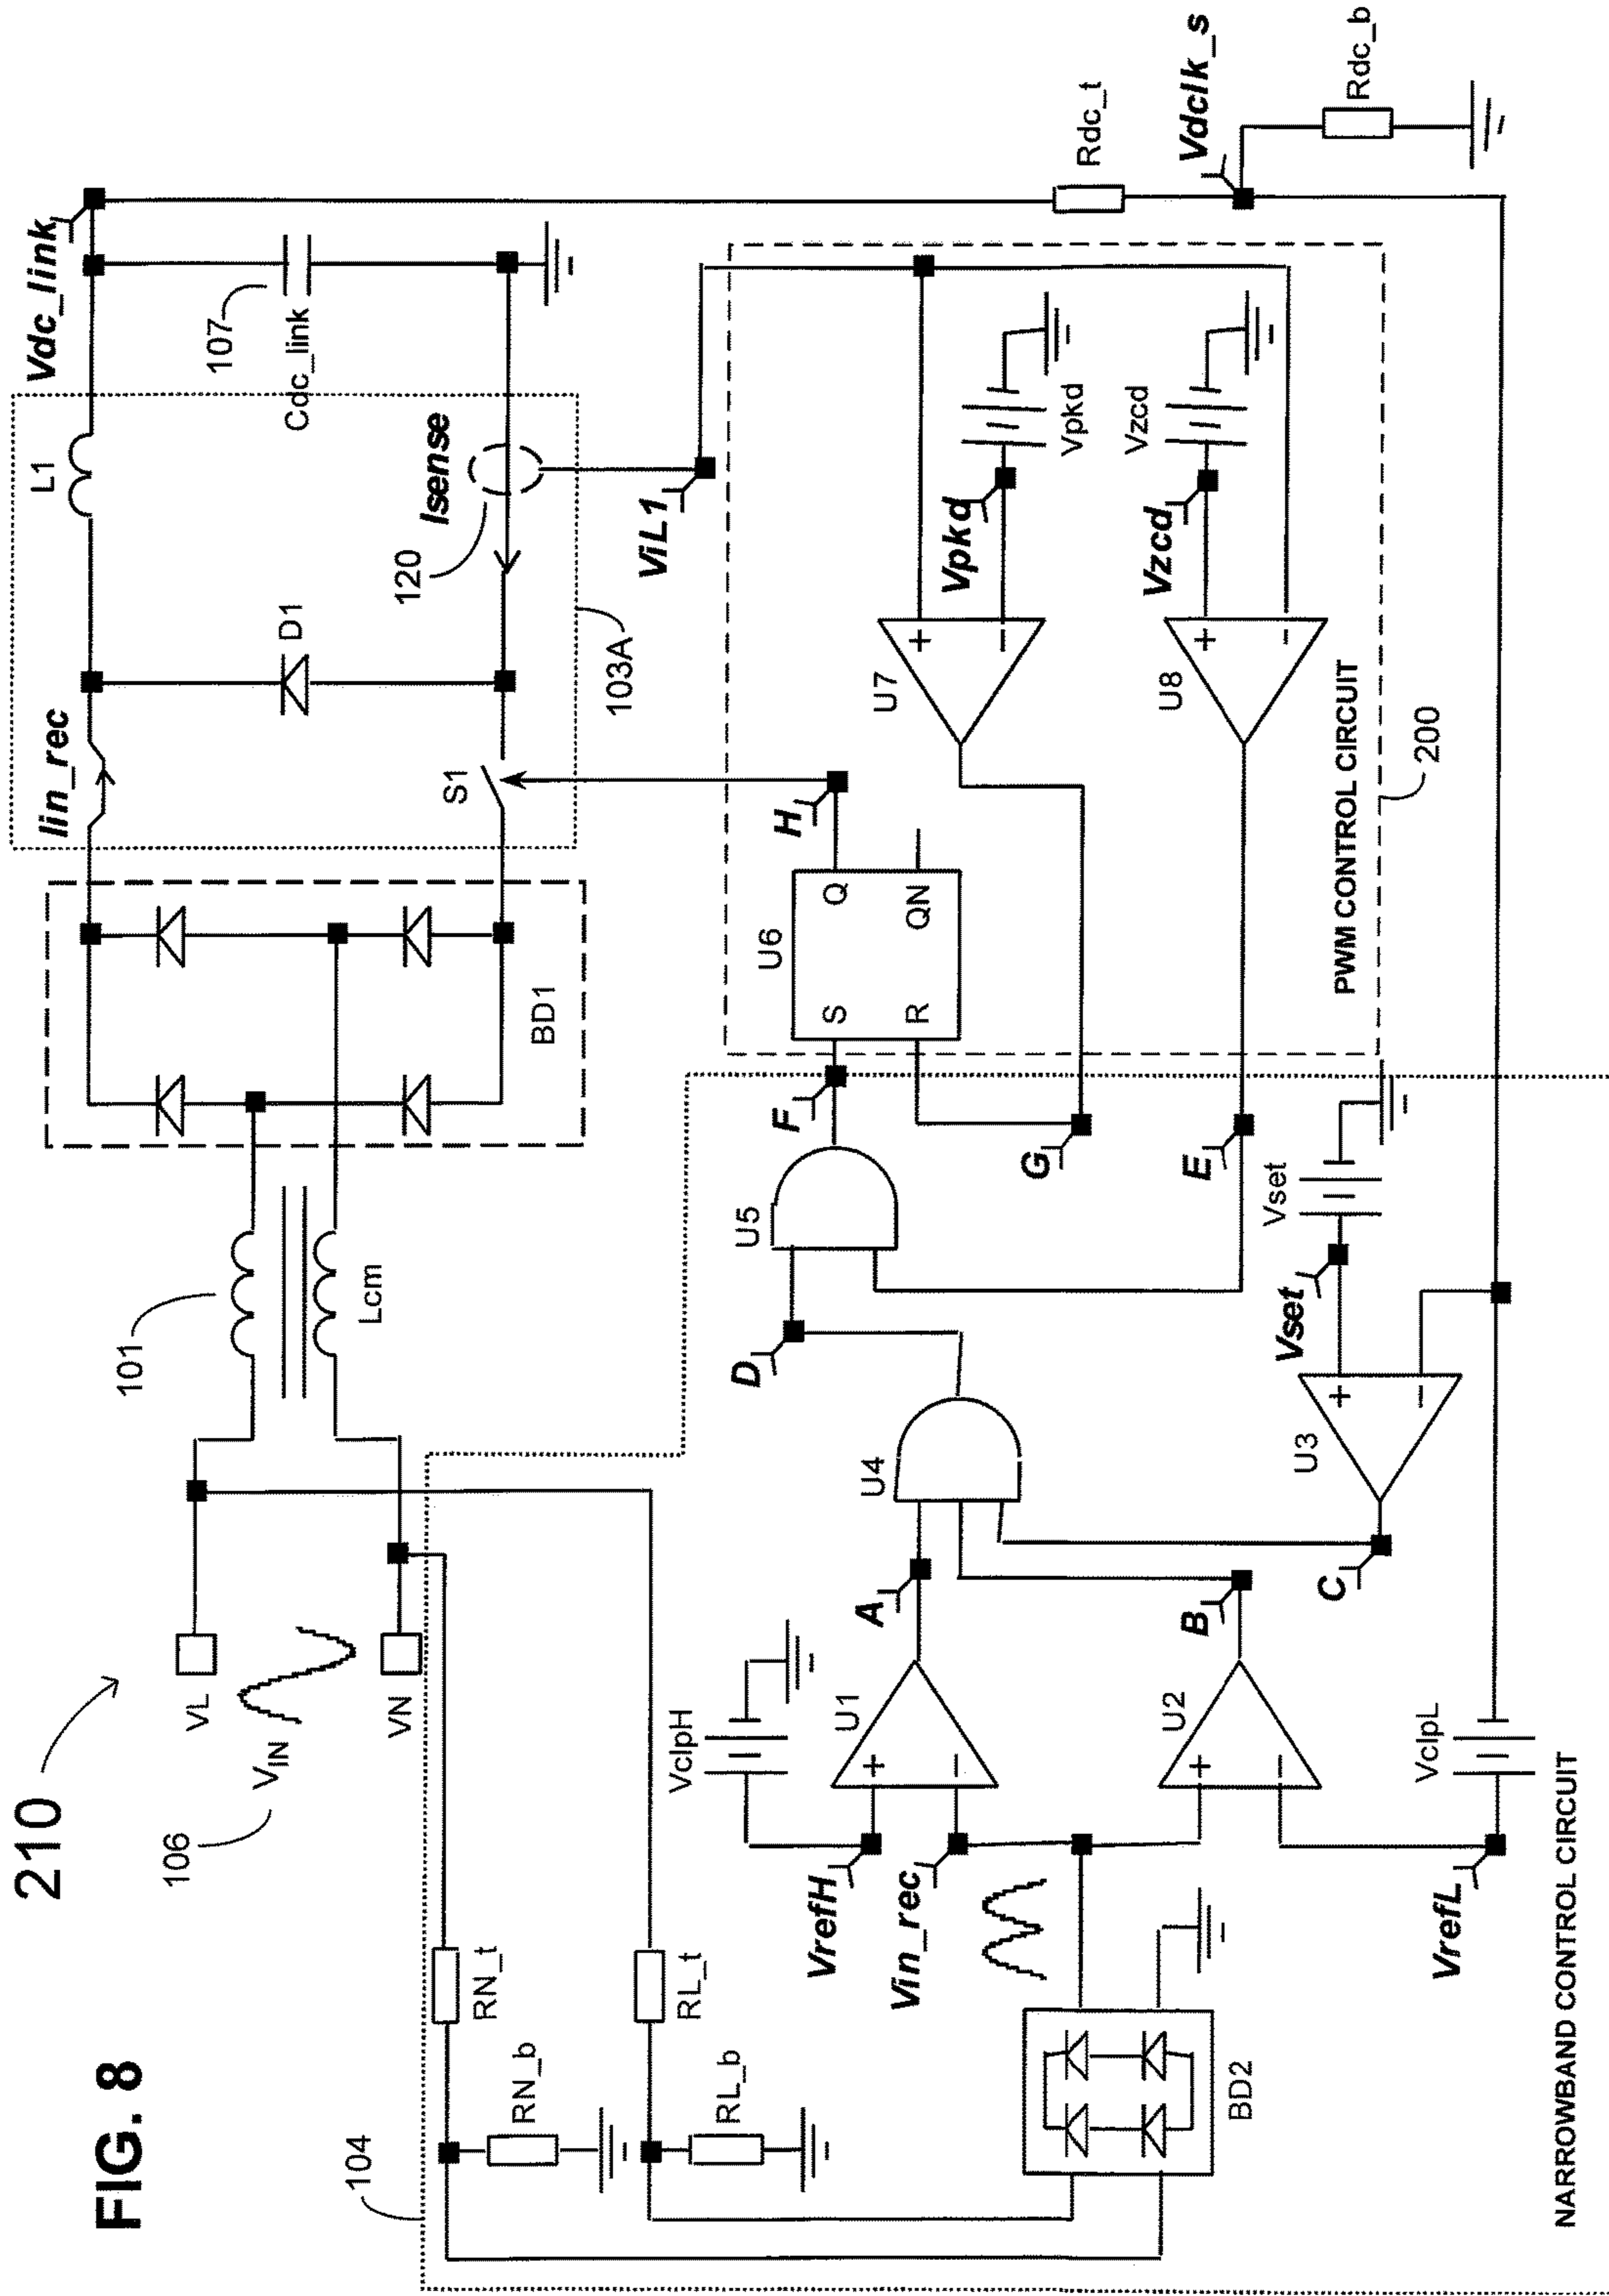 FIG. 8
210
106
VIN
VL
VN
101
Lcm
BD1
Iin_rec
D1
L1
S1
120
Isense
103A
Vdc_link
107
Cdc_link
ViL1
104
RN_t
RN_b
RL_t
RL_b
BD2
VclpH
VrefH
Vin_rec
U1
+
–
A
U2
+
–
B
VrefL
VclpL
U4
D
C
U3
+
–
Vset
Vset
U5
F
G
E
U6
S
R
Q
QN
H
U7
+
–
Vpkd
Vpkd
U8
+
-
Vzcd
Vzcd
PWM CONTROL CIRCUIT
200
Rdc_t
Vdclk_s
Rdc_b
NARROWBAND CONTROL CIRCUIT